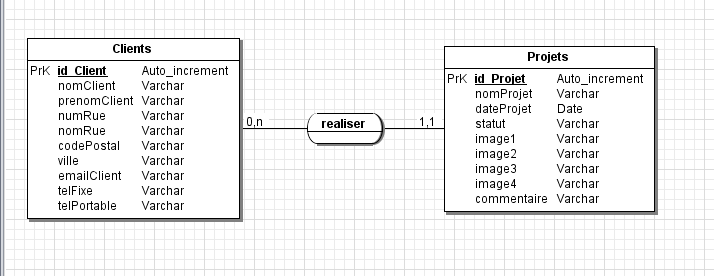 Clients
PrK id_Client Auto_increment
nomClient Varchar
prenomClient Varchar
numRue Varchar
nomRue Varchar
codePostal Varchar
ville Varchar
emailClient Varchar
telFixe Varchar
telPortable Varchar
0,n
realiser
1,1
Projets
PrK id_Projet Auto_increment
nomProjet Varchar
dateProjet Date
statut Varchar
image1 Varchar
image2 Varchar
image3 Varchar
image4 Varchar
commentaire Varchar